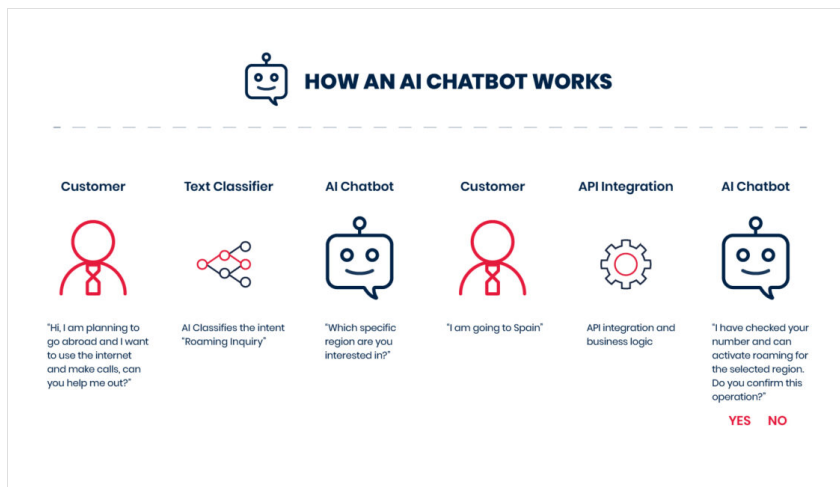 HOW AN AI CHATBOT WORKS
Customer
Text Classifier
AI Chatbot
Customer
API Integration
AI Chatbot
"Hi, I am planning to
go abroad and I want
to use the internet
and make calls, can
you help me out?"
AI Classifies the intent
"Roaming Inquiry"
"Which specific
region are you
interested in?"
"I am going to Spain"
API integration and
business logic
"I have checked your
number and can
activate roaming for
the selected region.
Do you confirm this
operation?"
YES NO